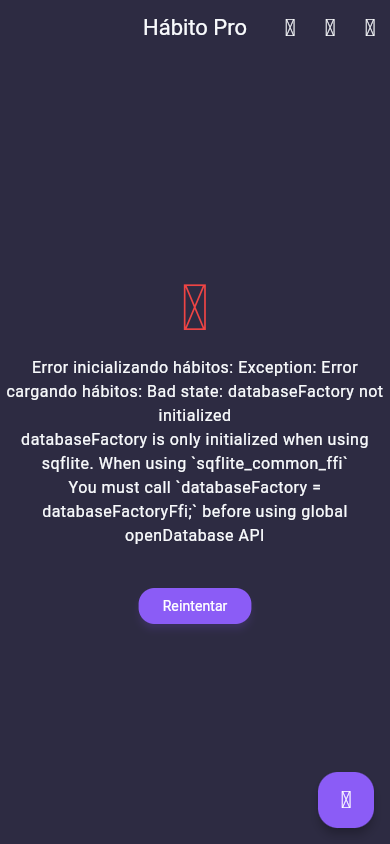 Hábito Pro
Error inicializando hábitos: Exception: Error
cargando hábitos: Bad state: databaseFactory not
initialized
databaseFactory is only initialized when using
sqflite. When using `sqflite_common_ffi`
You must call `databaseFactory =
databaseFactoryFfi;` before using global
openDatabase API
Reintentar